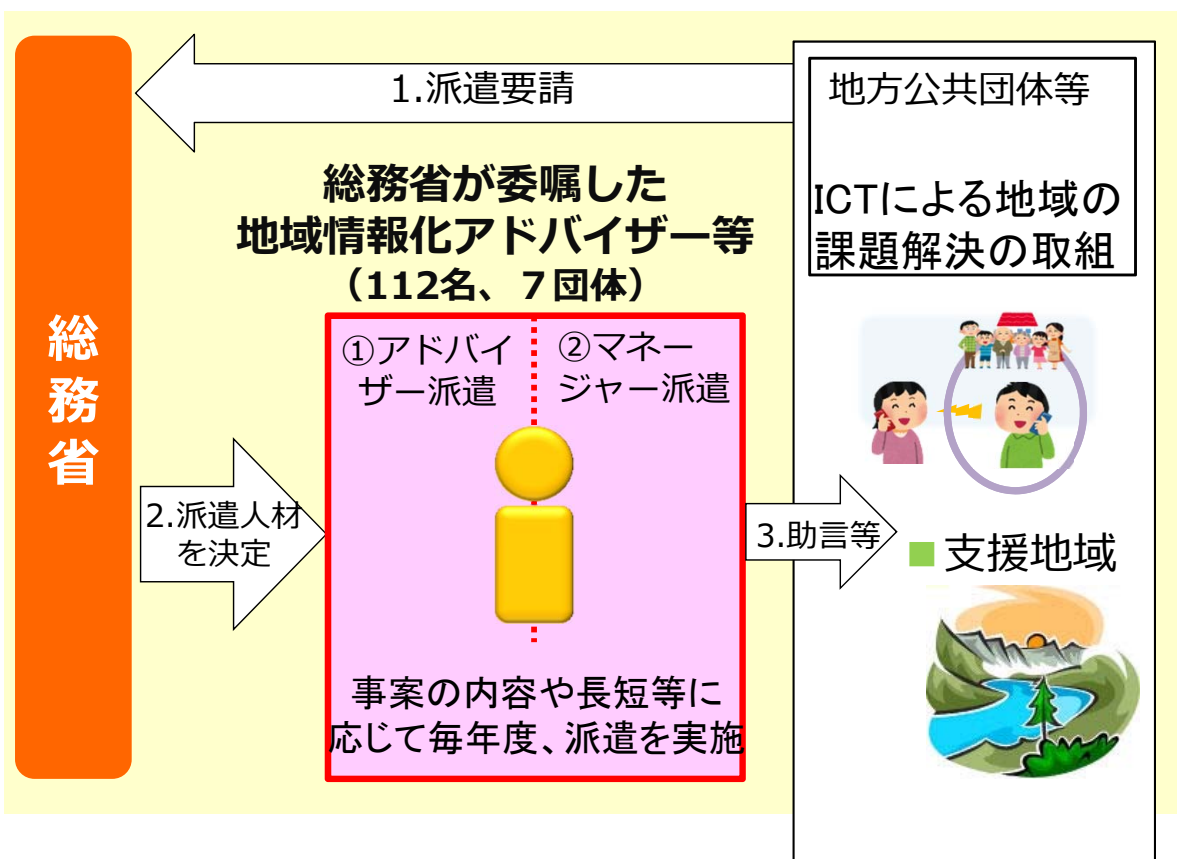 総務省
1.派遣要請
総務省が委嘱した
地域情報化アドバイザー等
（112名、７団体）
①アドバイ
ザー派遣
②マネー
ジャー派遣
2.派遣人材
を決定
事案の内容や長短等に
応じて毎年度、派遣を実施
3.助言等
地方公共団体等
ICTによる地域の
課題解決の取組
■支援地域